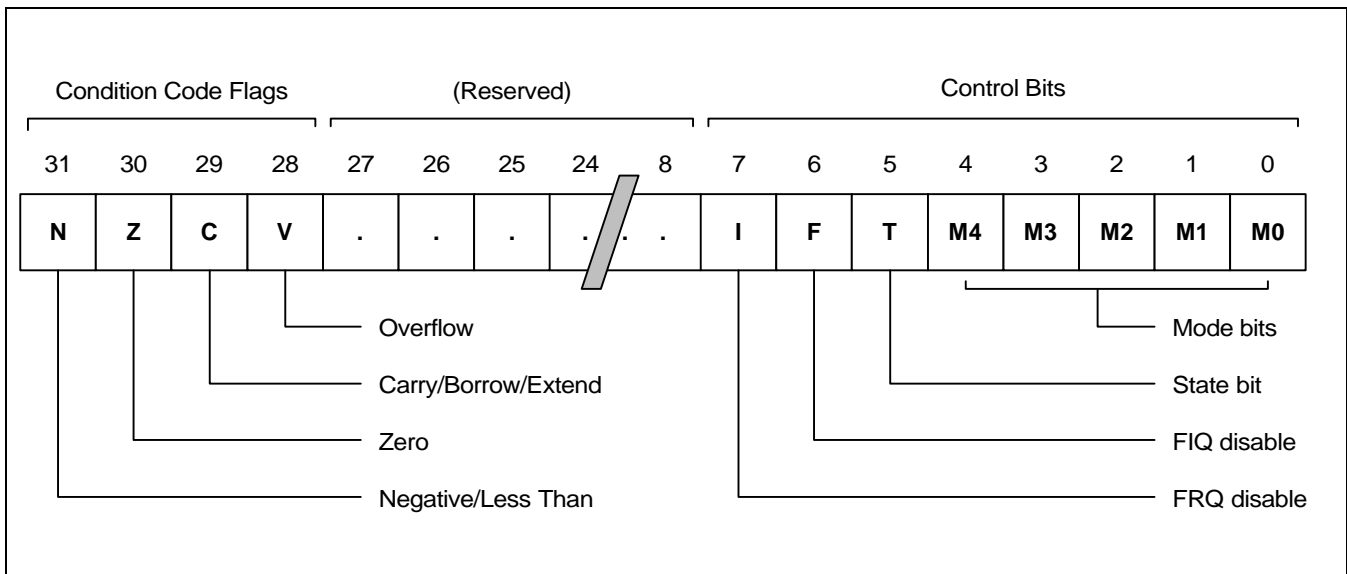 Condition Code Flags (Reserved) Control Bits
31 30 29 28 27 26 25 24 8 7 6 5 4 3 2 1 0
N Z C V . . . . . . I F T M4 M3 M2 M1 M0
Overflow Mode bits
Carry/Borrow/Extend State bit
Zero FIQ disable
Negative/Less Than FRQ disable